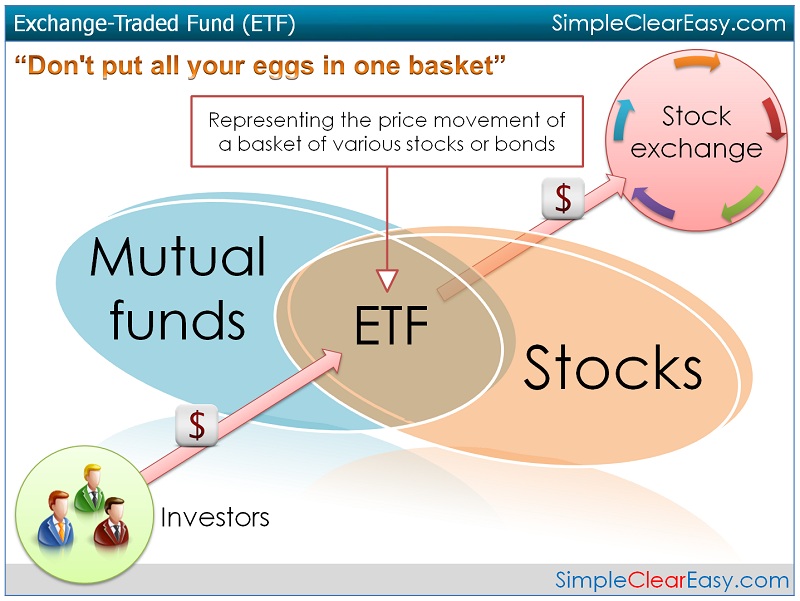 Exchange-Traded Fund (ETF)
SimpleClearEasy.com
“Don't put all your eggs in one basket”
Representing the price movement of
a basket of various stocks or bonds
Stock
exchange
$
Mutual
funds
ETF
Stocks
$
Investors
SimpleClearEasy.com